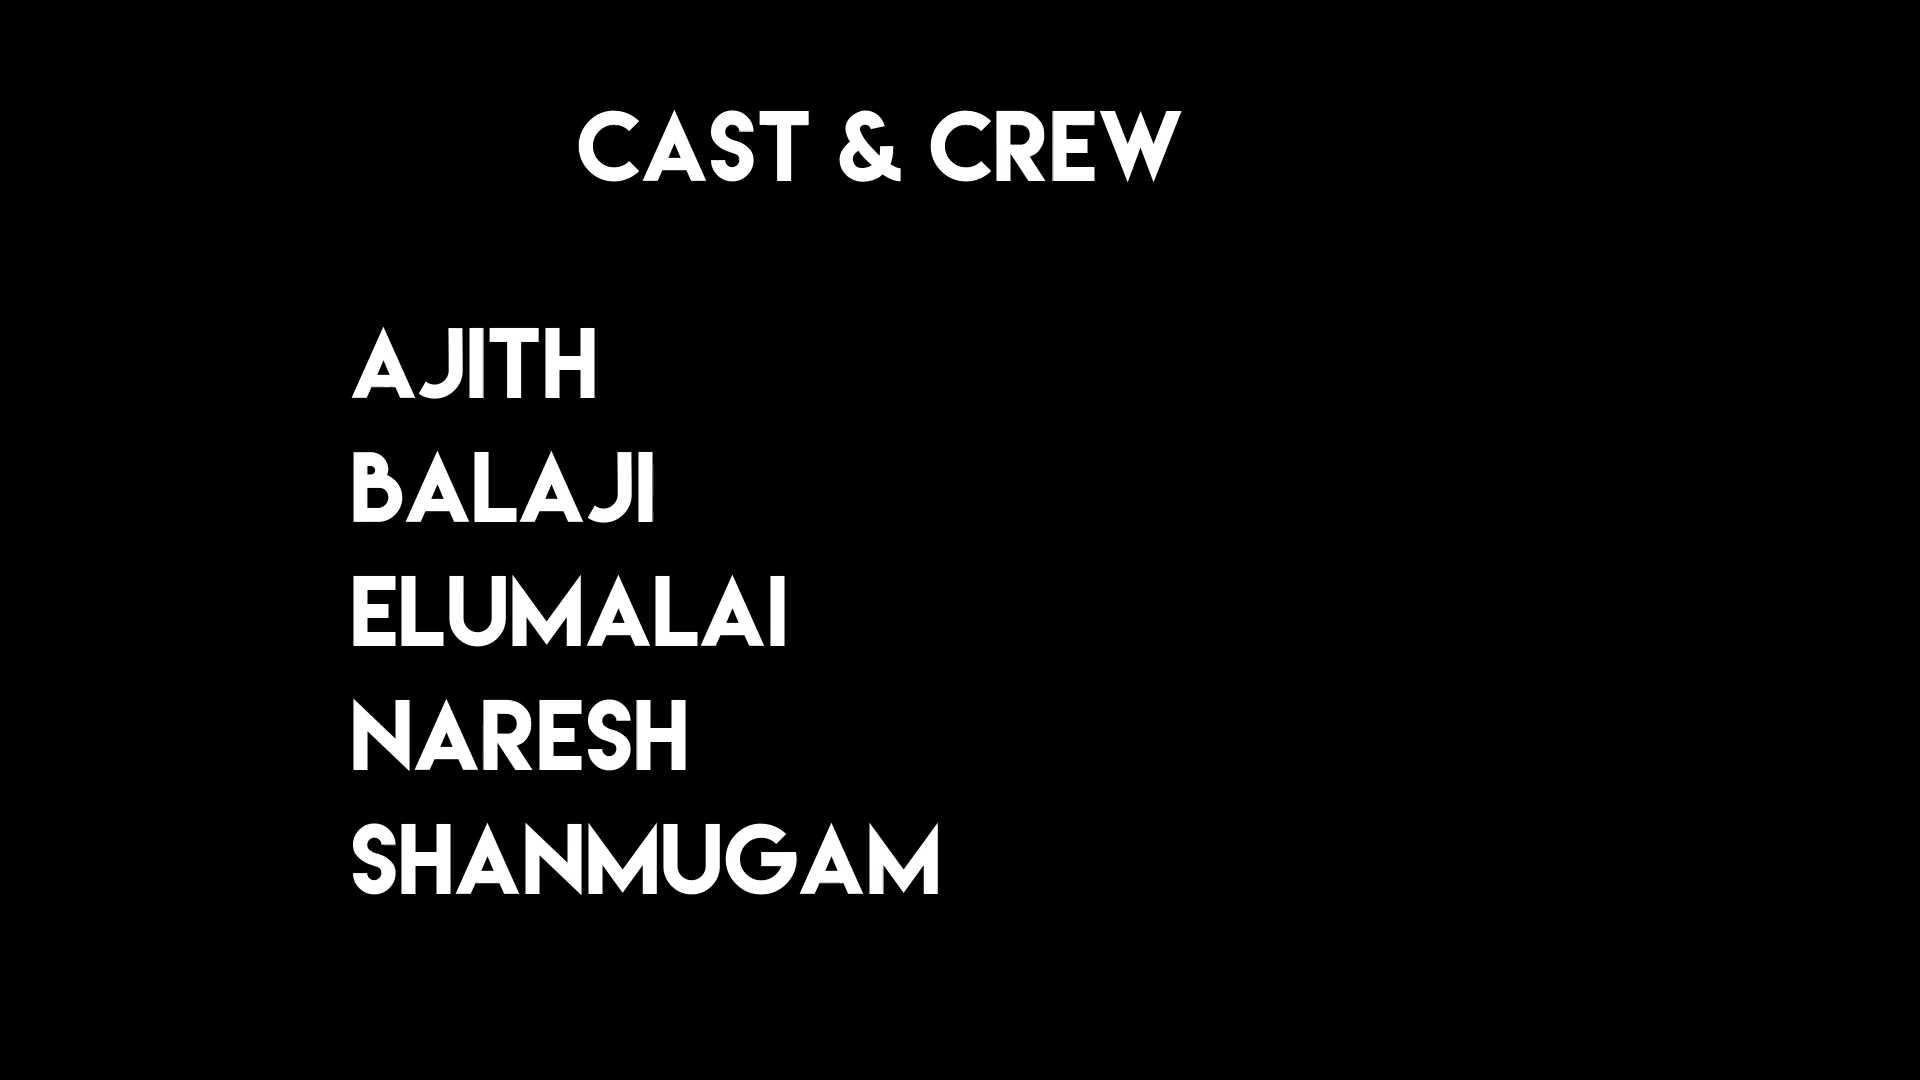 CAST & CREW
AJITH
BALAJI
ELUMALAI
NARESH
SHANMUGAM